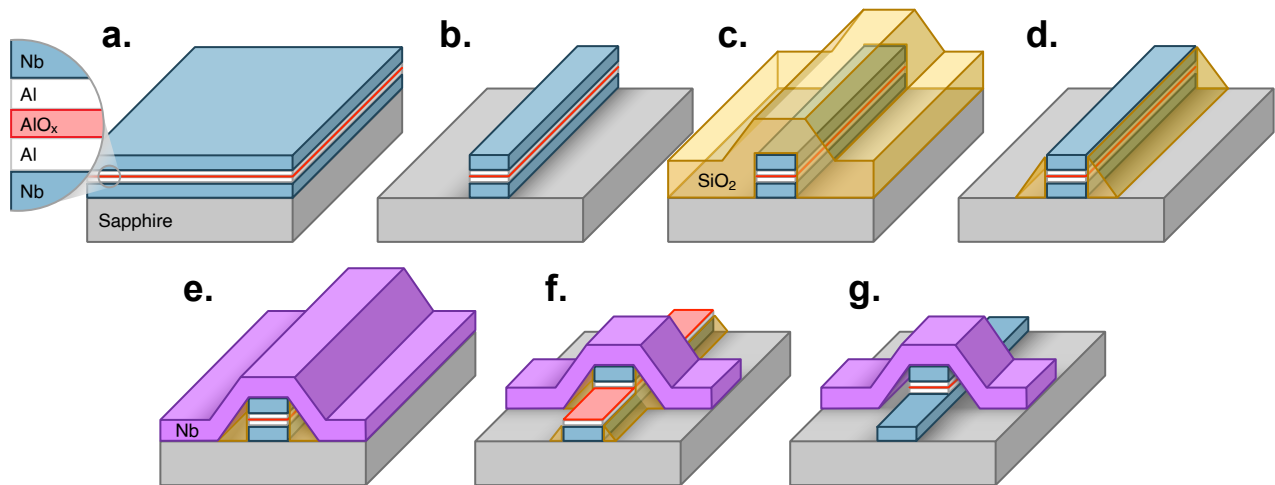 a.
b.
c.
d.
Nb
Al
AlOₓ
Al
Nb
Sapphire
SiO₂
e.
f.
g.
Nb